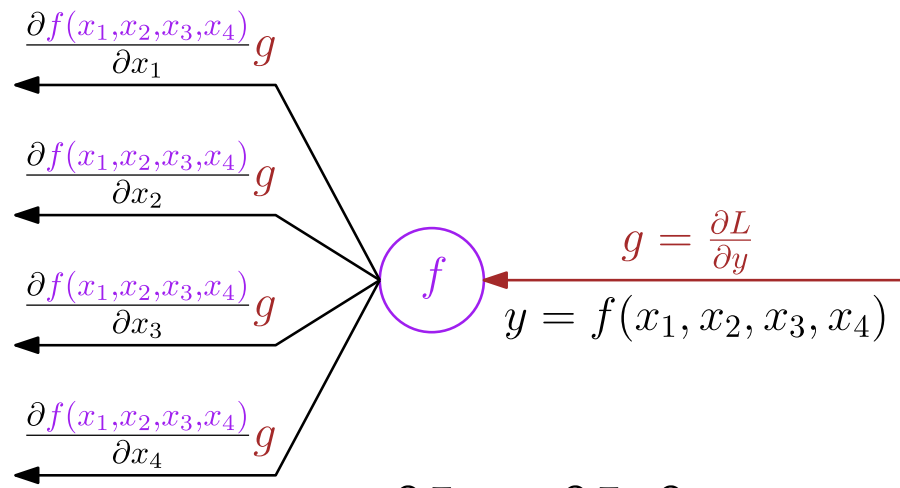 ∂f(x₁,x₂,x₃,x₄)/∂x₁ g
∂f(x₁,x₂,x₃,x₄)/∂x₂ g
g = ∂L/∂y
f
∂f(x₁,x₂,x₃,x₄)/∂x₃ g
y = f(x₁, x₂, x₃, x₄)
∂f(x₁,x₂,x₃,x₄)/∂x₄ g